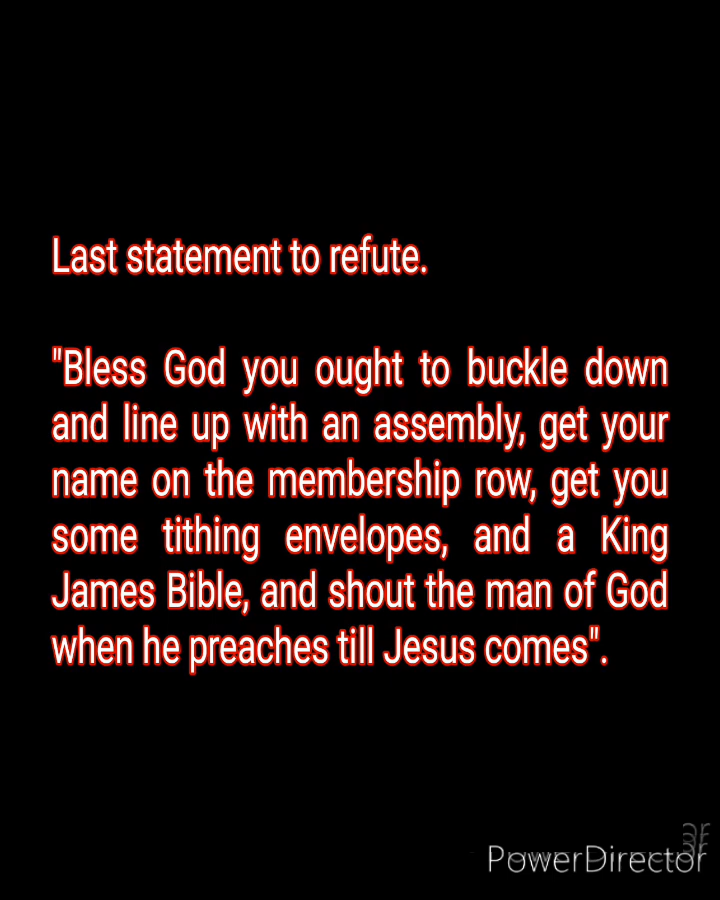 Last statement to refute.
"Bless God you ought to buckle down
and line up with an assembly, get your
name on the membership row, get you
some tithing envelopes, and a King
James Bible, and shout the man of God
when he preaches till Jesus comes".
PowerDirector